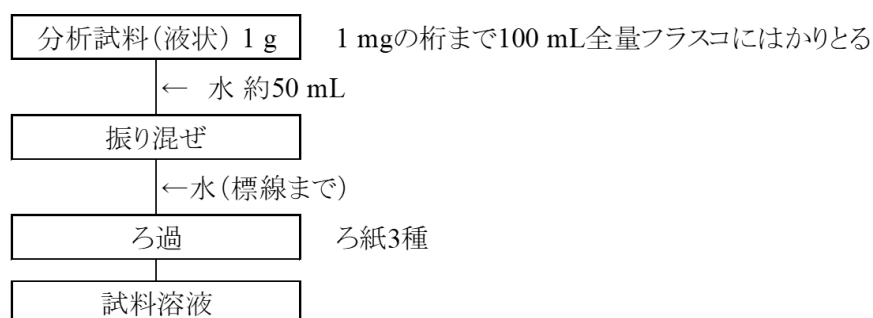 分析試料(液状) 1 g 1 mgの桁まで100 mL全量フラスコにはかりとる
← 水 約50 mL
振り混ぜ
←水(標線まで)
ろ過 ろ紙3種
試料溶液